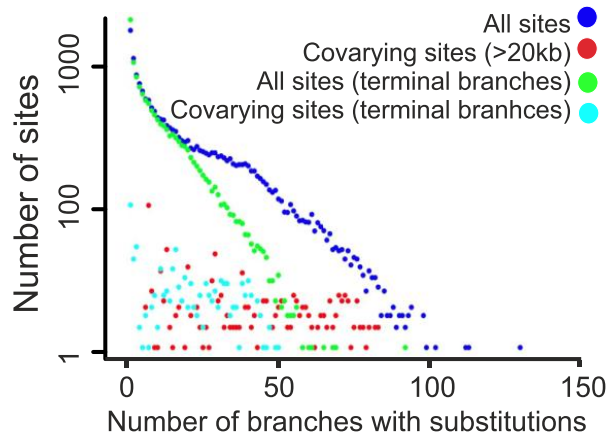 All sites
Covarying sites (>20kb)
All sites (terminal branches)
Covarying sites (terminal branhces)
Number of sites
1000
100
1
0
50
100
150
Number of branches with substitutions